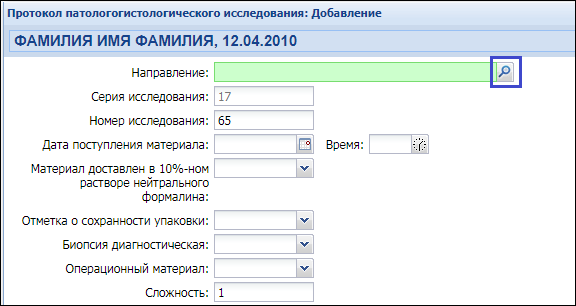 Протокол патологогистологического исследования: Добавление
ФАМИЛИЯ ИМЯ ФАМИЛИЯ, 12.04.2010
Направление:
Серия исследования: 17
Номер исследования: 65
Дата поступления материала: Время:
Материал доставлен в 10%-ном
растворе нейтрального
формалина:
Отметка о сохранности упаковки:
Биопсия диагностическая:
Операционный материал:
Сложность: 1